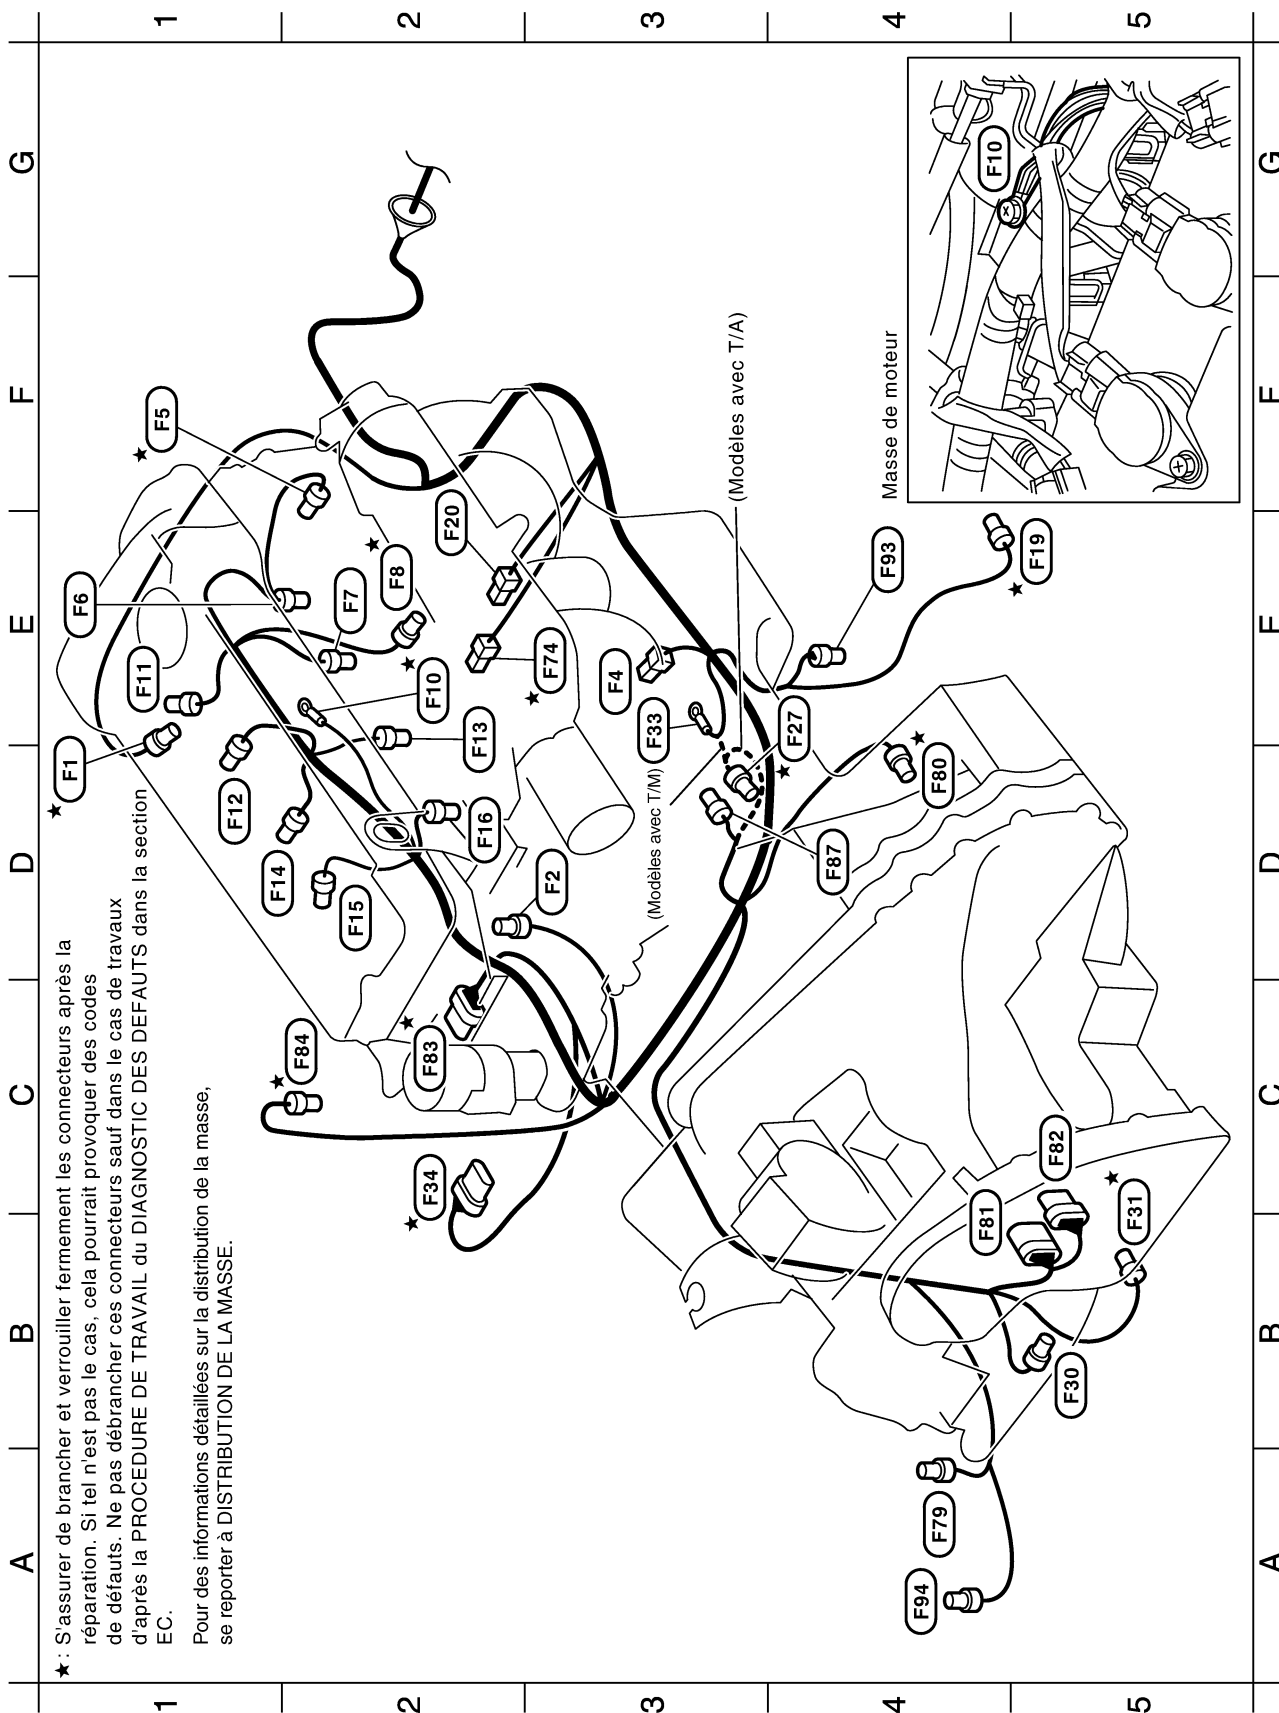 ★: S'assurer de brancher et verrouiller fermement les connecteurs après la
réparation. Si tel n'est pas le cas, cela pourrait provoquer des codes
de défauts. Ne pas débrancher ces connecteurs sauf dans le cas de travaux
d'après la PROCEDURE DE TRAVAIL du DIAGNOSTIC DES DEFAUTS dans la section
EC.
Pour des informations détaillées sur la distribution de la masse,
se reporter à DISTRIBUTION DE LA MASSE.
A B C D E F G
1
2
3
4
5
★ F1
F11
F6
★ F5
F12
F14
F15
F7
F8 ★
F10
F13
F16
F20
F74
★ F84
★ F83
★ F34
F2
F4
F33
F27
★
(Modèles avec T/M)
(Modèles avec T/A)
F87
F80 ★
F93
★ F19
Masse de moteur
F10
F82
F81
★ F31
F30
F79
F94
A B C D E F G
1
2
3
4
5